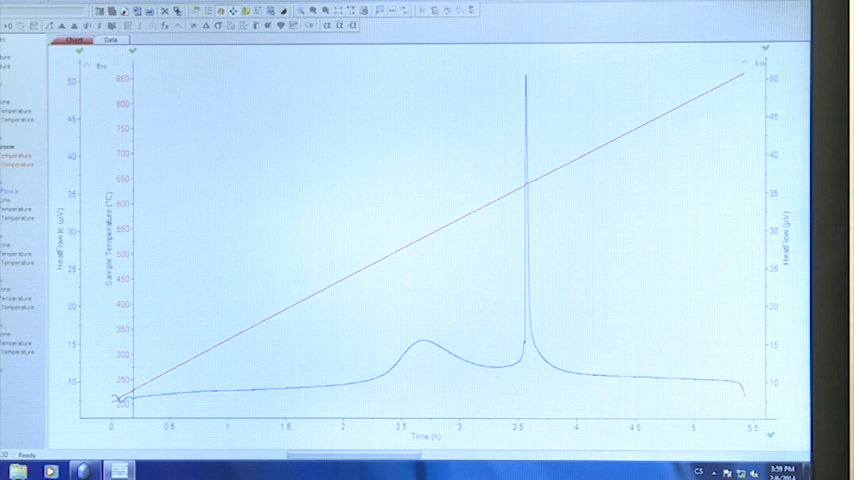 Chart Data
Exo
Exo
850
800
750
700
650
600
550
500
450
400
350
300
250
200
50
45
40
35
30
25
20
15
10
50
45
40
35
30
25
20
15
10
HeatFlow
Sample Temperature (°C)
HeatFlow (µV)
0 0.5 1 1.5 2 2.5 3 3.5 4 4.5 5 5.5
Time (h)
Temperature
Temperature
Temperature
Temperature
Temperature
Temperature
Temperature
Temperature
Temperature
Temperature
Ready
CS
3:59 PM